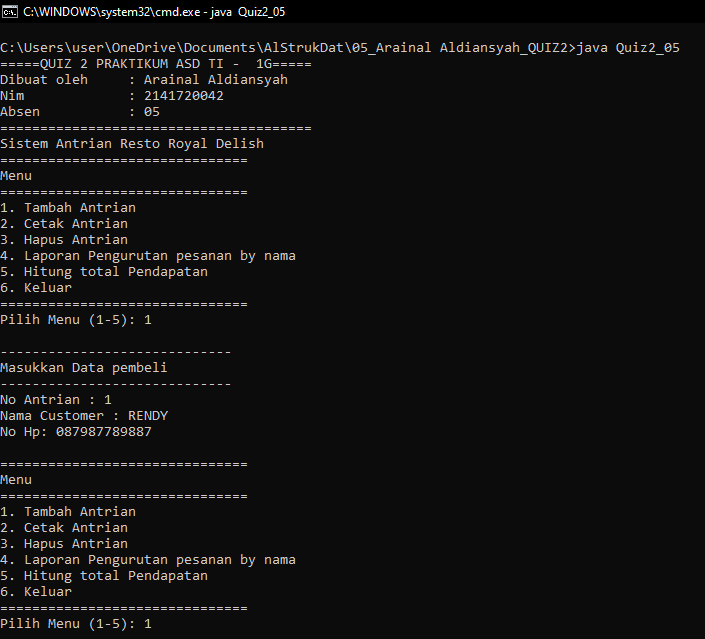 C:\WINDOWS\system32\cmd.exe - java  Quiz2_05
C:\Users\user\OneDrive\Documents\AlStrukDat\05_Arainal Aldiansyah_QUIZ2>java Quiz2_05
=====QUIZ 2 PRAKTIKUM ASD TI -  1G=====
Dibuat oleh     : Arainal Aldiansyah
Nim             : 2141720042
Absen           : 05
=======================================
Sistem Antrian Resto Royal Delish
===============================
Menu
===============================
1. Tambah Antrian
2. Cetak Antrian
3. Hapus Antrian
4. Laporan Pengurutan pesanan by nama
5. Hitung total Pendapatan
6. Keluar
===============================
Pilih Menu (1-5): 1
-----------------------------
Masukkan Data pembeli
-----------------------------
No Antrian : 1
Nama Customer : RENDY
No Hp: 087987789887
===============================
Menu
===============================
1. Tambah Antrian
2. Cetak Antrian
3. Hapus Antrian
4. Laporan Pengurutan pesanan by nama
5. Hitung total Pendapatan
6. Keluar
===============================
Pilih Menu (1-5): 1